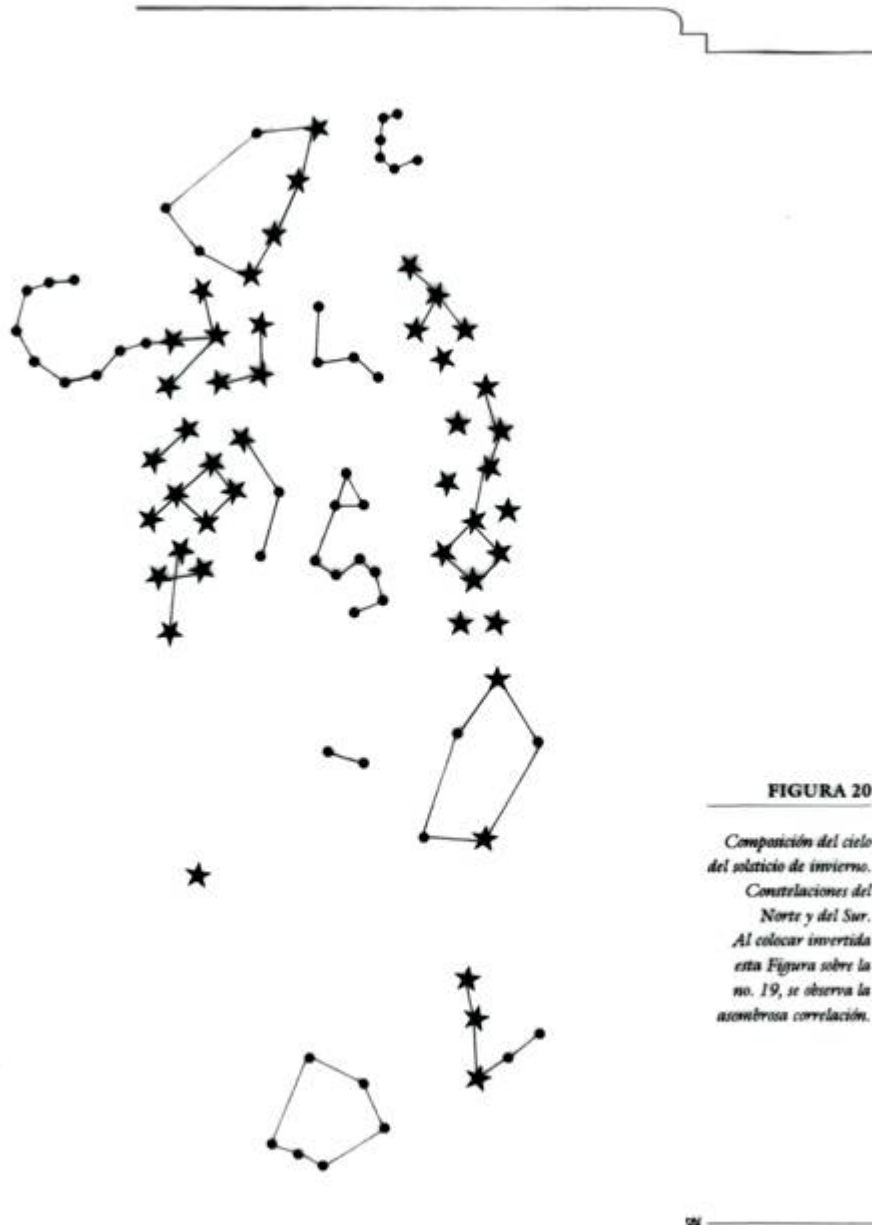 FIGURA 20
Composición del cielo
del solsticio de invierno.
Constelaciones del
Norte y del Sur.
Al colocar invertida
esta Figura sobre la
no. 19, se observa la
asombrosa correlación.